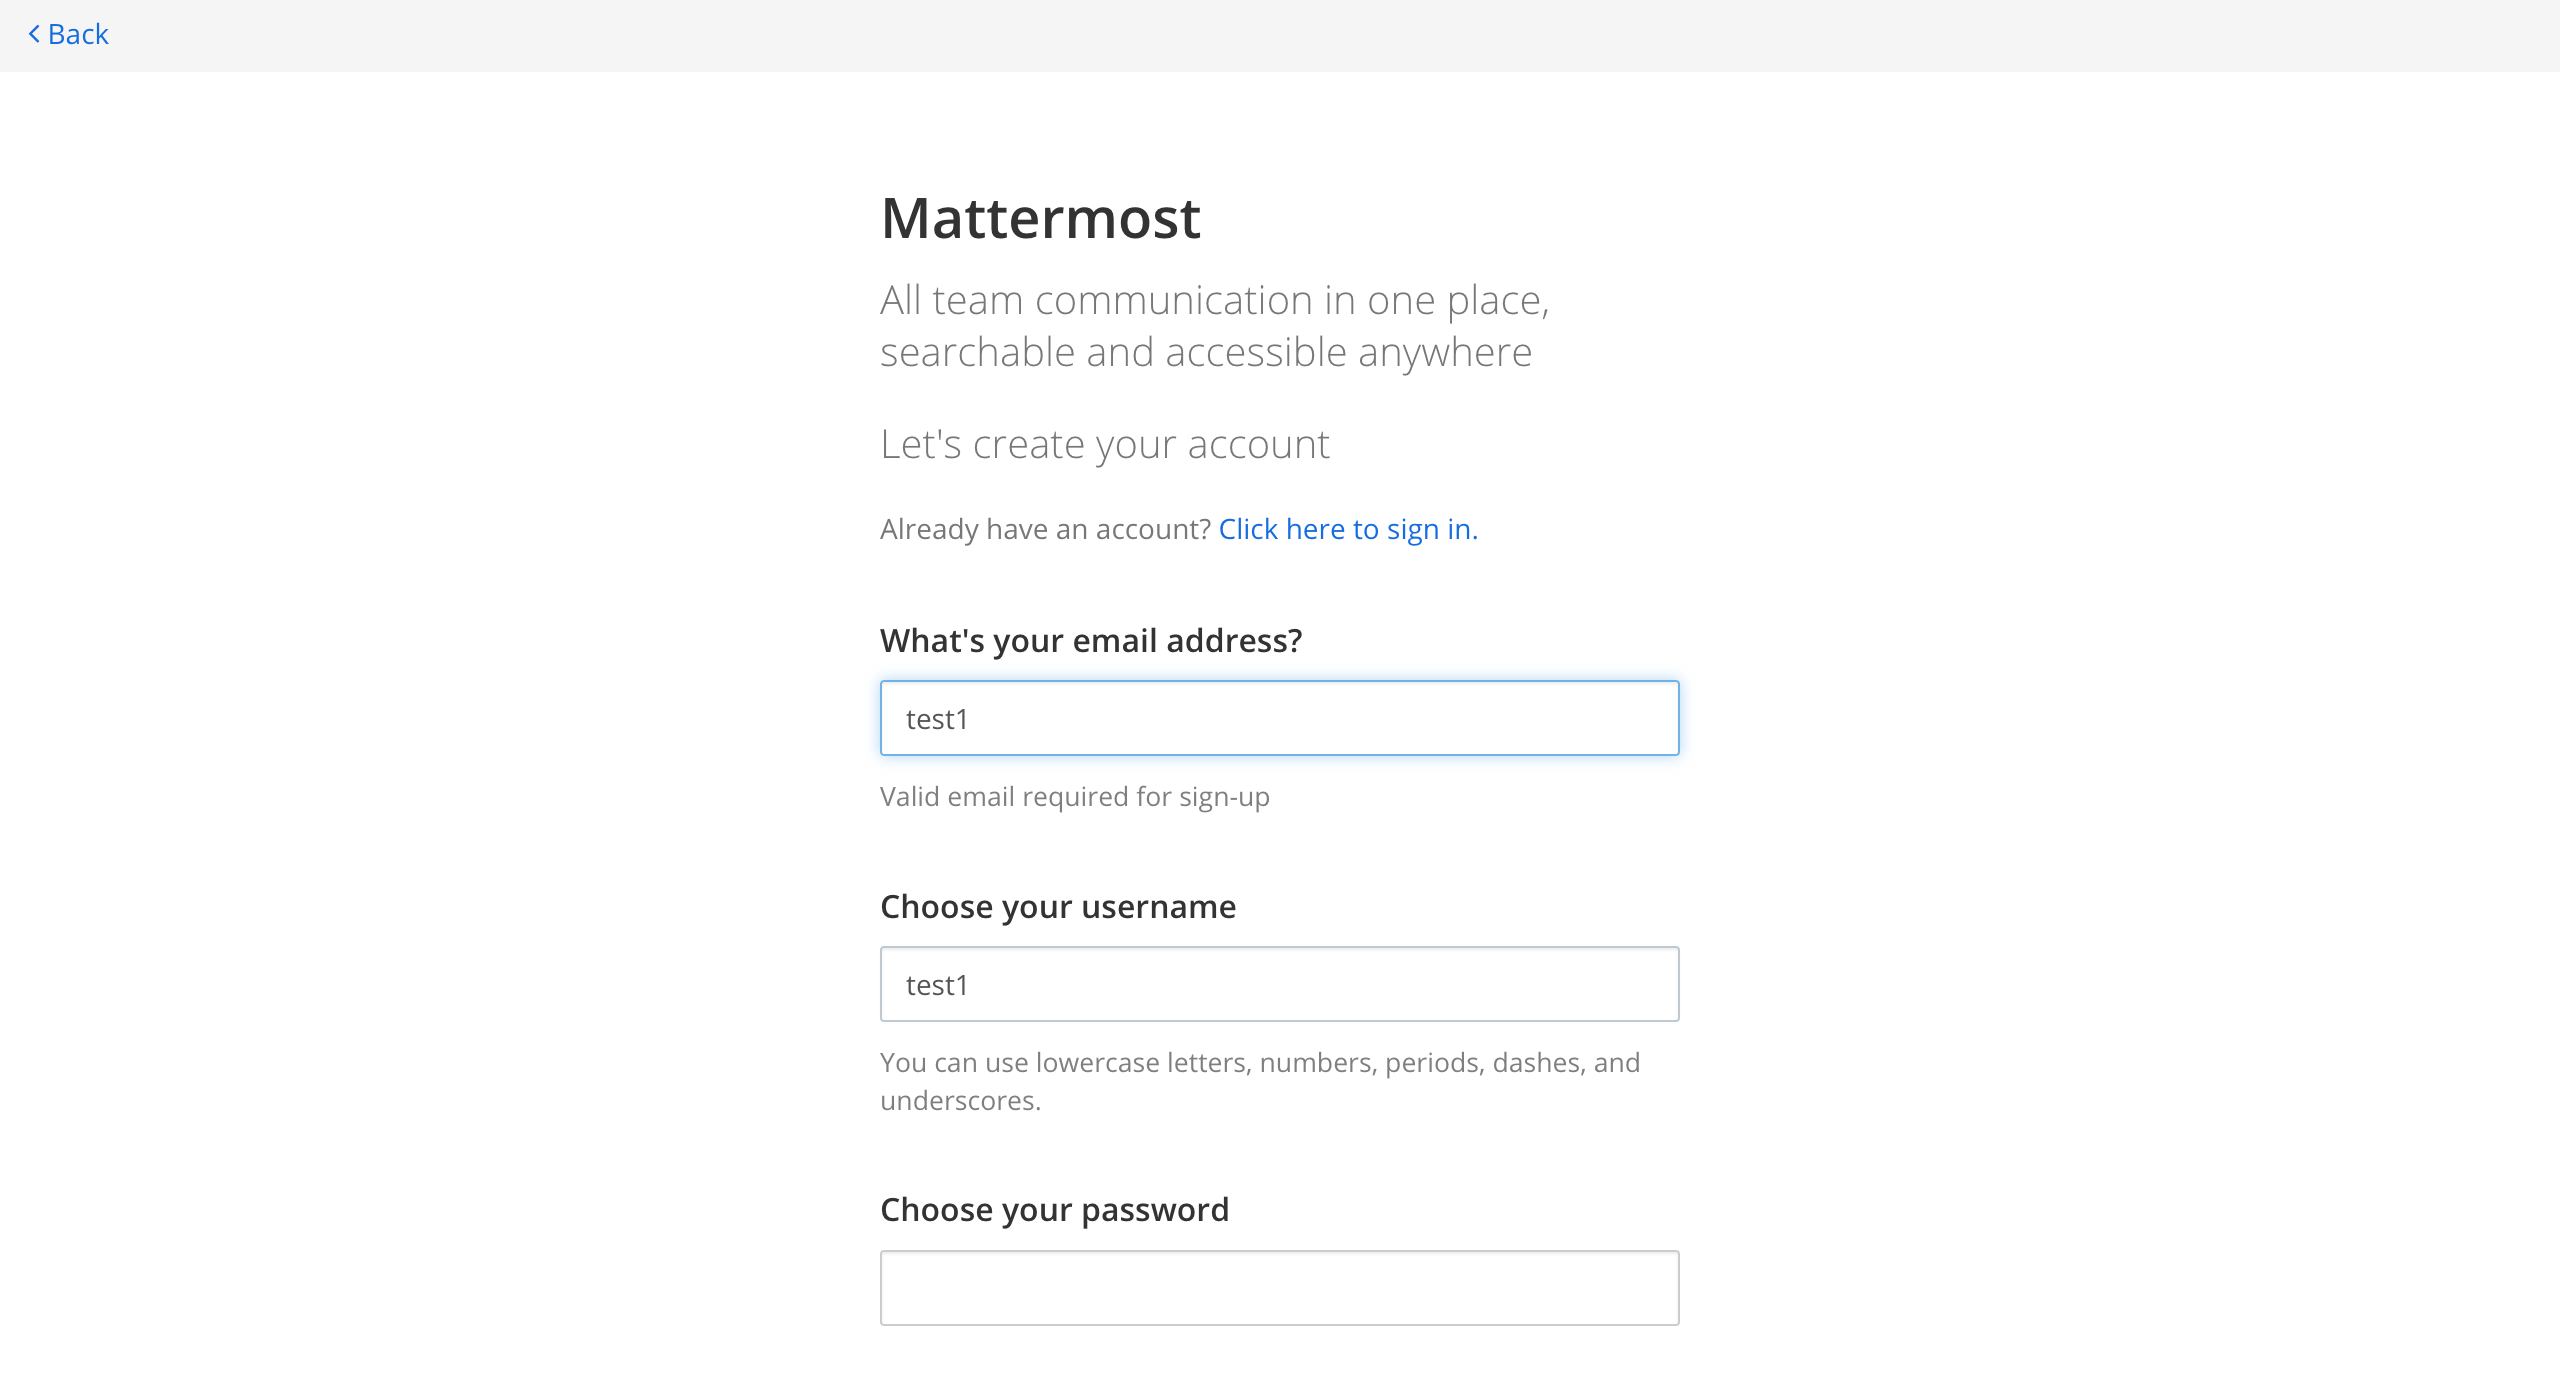 Back
Mattermost
All team communication in one place,
searchable and accessible anywhere
Let's create your account
Already have an account? Click here to sign in.
What's your email address?
test1
Valid email required for sign-up
Choose your username
test1
You can use lowercase letters, numbers, periods, dashes, and
underscores.
Choose your password